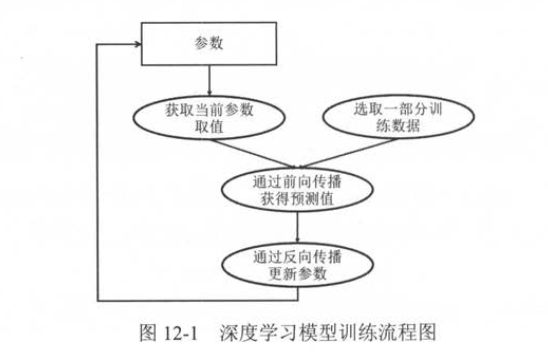 参数
获取当前参数
取值
选取一部分训
练数据
通过前向传播
获得预测值
通过反向传播
更新参数
图 12-1 深度学习模型训练流程图